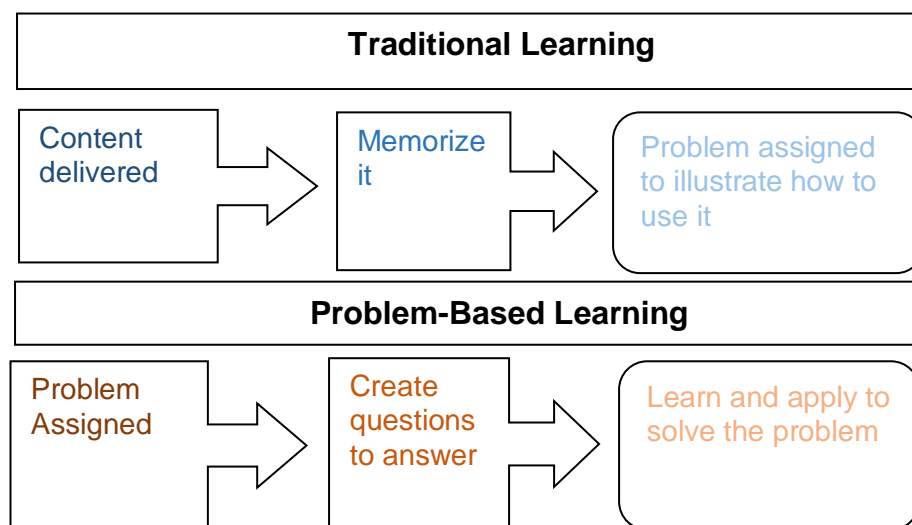 Traditional Learning
Content
delivered
Memorize
it
Problem assigned
to illustrate how to
use it
Problem-Based Learning
Problem
Assigned
Create
questions
to answer
Learn and apply to
solve the problem